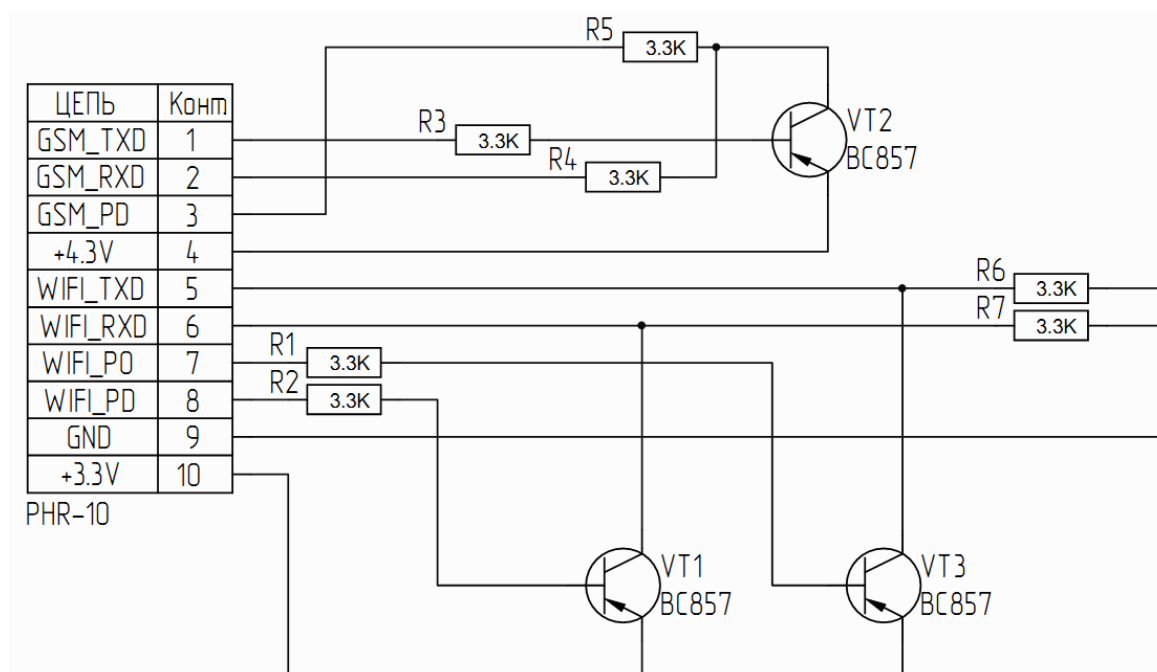 R5 3.3K
ЦЕПЬ Конт
GSM_TXD 1 R3 3.3K VT2
GSM_RXD 2 R4 3.3K BC857
GSM_PD 3
+4.3V 4
WIFI_TXD 5 R6 3.3K
WIFI_RXD 6 R7 3.3K
WIFI_PO 7 R1 3.3K
WIFI_PD 8 R2 3.3K
GND 9
+3.3V 10
PHR-10
VT1 VT3
BC857 BC857